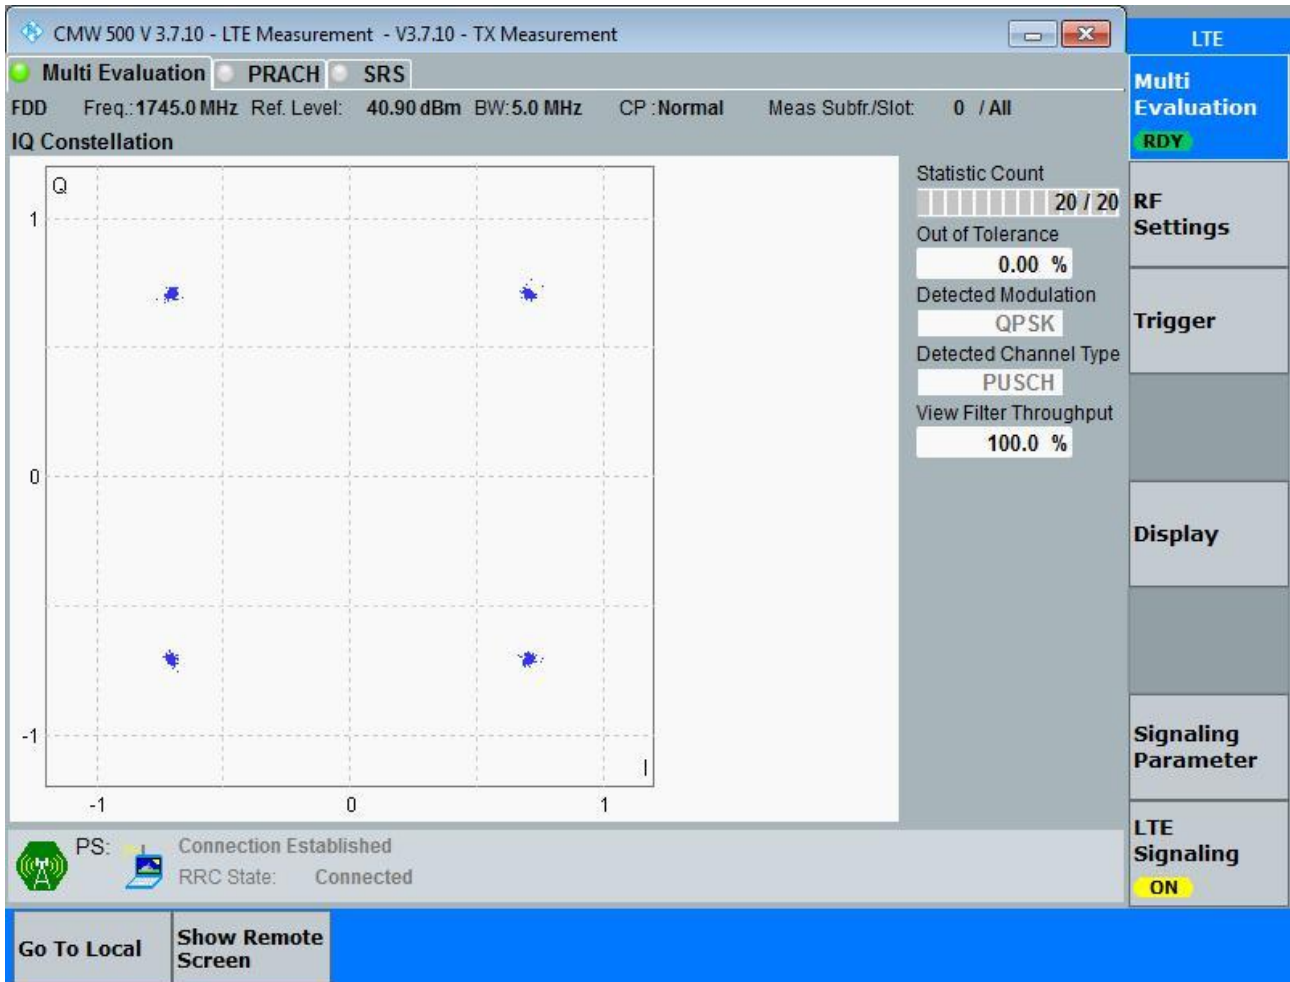 CMW 500 V 3.7.10 - LTE Measurement - V3.7.10 - TX Measurement
LTE
Multi Evaluation PRACH SRS
FDD Freq.:1745.0 MHz Ref. Level: 40.90 dBm BW:5.0 MHz CP :Normal Meas Subfr./Slot: 0 / All
IQ Constellation
Q
1
0
-1
I
-1 0 1
Statistic Count
20 / 20
Out of Tolerance
0.00 %
Detected Modulation
QPSK
Detected Channel Type
PUSCH
View Filter Throughput
100.0 %
Multi
Evaluation
RDY
RF
Settings
Trigger
Display
Signaling
Parameter
LTE
Signaling
ON
PS: Connection Established
RRC State: Connected
Go To Local
Show Remote
Screen